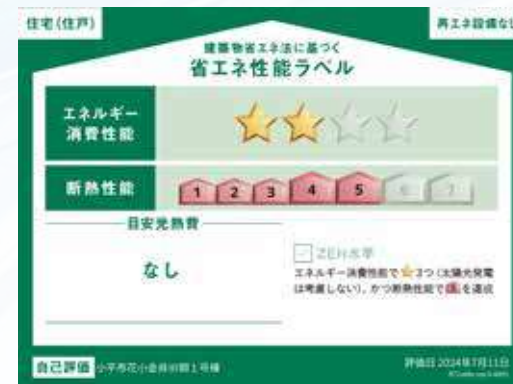 住宅(住戸)
再エネ設備なし
建築物省エネ法に基づく
省エネ性能ラベル
エネルギー
消費性能
断熱性能
1 2 3 4 5 6 7
目安光熱費
なし
ZEH水準
エネルギー消費性能で★3つ(太陽光発電
は考慮しない)、かつ断熱性能で5を達成
自己評価
評価日 2024年7月11日